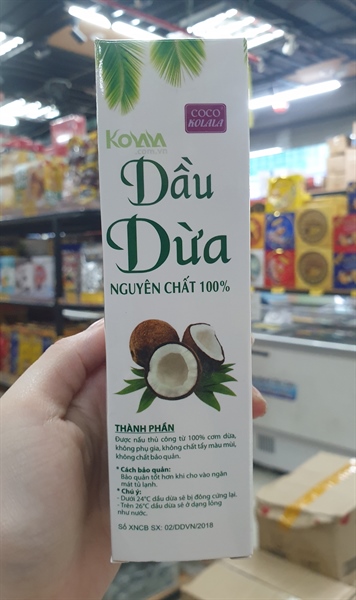 COCO
KOLALA
Dầu
Dừa
NGUYÊN CHẤT 100%
THÀNH PHẦN
Được nấu thủ công từ 100% cơm dừa,
không phụ gia, không chất tẩy màu mùi,
không chất bảo quản.
* Cách bảo quản:
Bảo quản tốt hơn khi cho vào ngăn
mát tủ lạnh.
* Chú ý:
- Dưới 24°C dầu dừa sẽ bị đông cứng lại.
- Trên 26°C dầu dừa sẽ ở dạng lỏng
như nước.
Số XNCB SX: 02/DDVN/2018